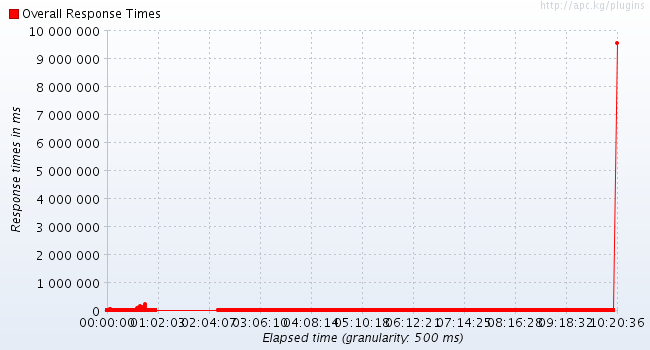 http://apc.kg/plugins
Overall Response Times
10 000 000
9 000 000
8 000 000
7 000 000
6 000 000
5 000 000
4 000 000
3 000 000
2 000 000
1 000 000
0
Response times in ms
00:00:00 01:02:03 02:04:07 03:06:10 04:08:14 05:10:18 06:12:21 07:14:25 08:16:28 09:18:32 10:20:36
Elapsed time (granularity: 500 ms)